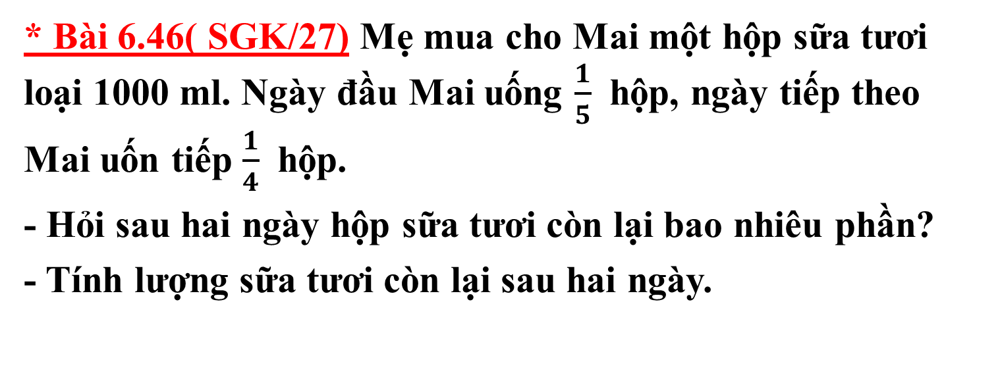 * Bài 6.46( SGK/27) Mẹ mua cho Mai một hộp sữa tươi
loại 1000 ml. Ngày đầu Mai uống 1/5 hộp, ngày tiếp theo
Mai uốn tiếp 1/4 hộp.
- Hỏi sau hai ngày hộp sữa tươi còn lại bao nhiêu phần?
- Tính lượng sữa tươi còn lại sau hai ngày.